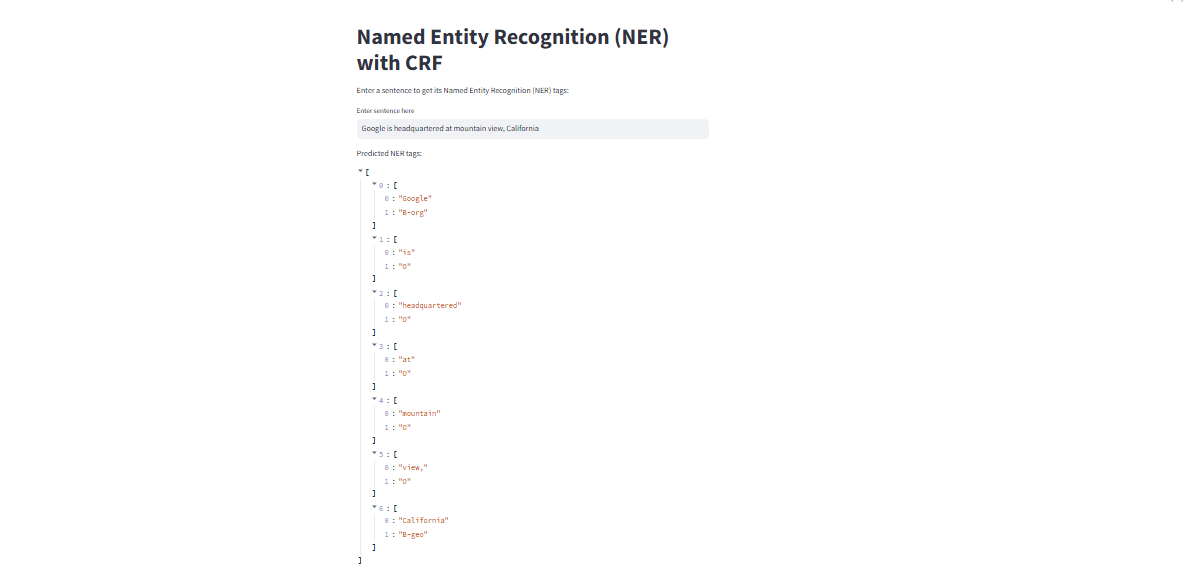 Named Entity Recognition (NER)
with CRF
Enter a sentence to get its Named Entity Recognition (NER) tags:
Enter sentence here
Google is headquartered at mountain view, California
Predicted NER tags:
[
0 : [
0 : "Google"
1 : "B-org"
]
1 : [
0 : "is"
1 : "O"
]
2 : [
0 : "headquartered"
1 : "O"
]
3 : [
0 : "at"
1 : "O"
]
4 : [
0 : "mountain"
1 : "O"
]
5 : [
0 : "view,"
1 : "O"
]
6 : [
0 : "California"
1 : "B-geo"
]
]